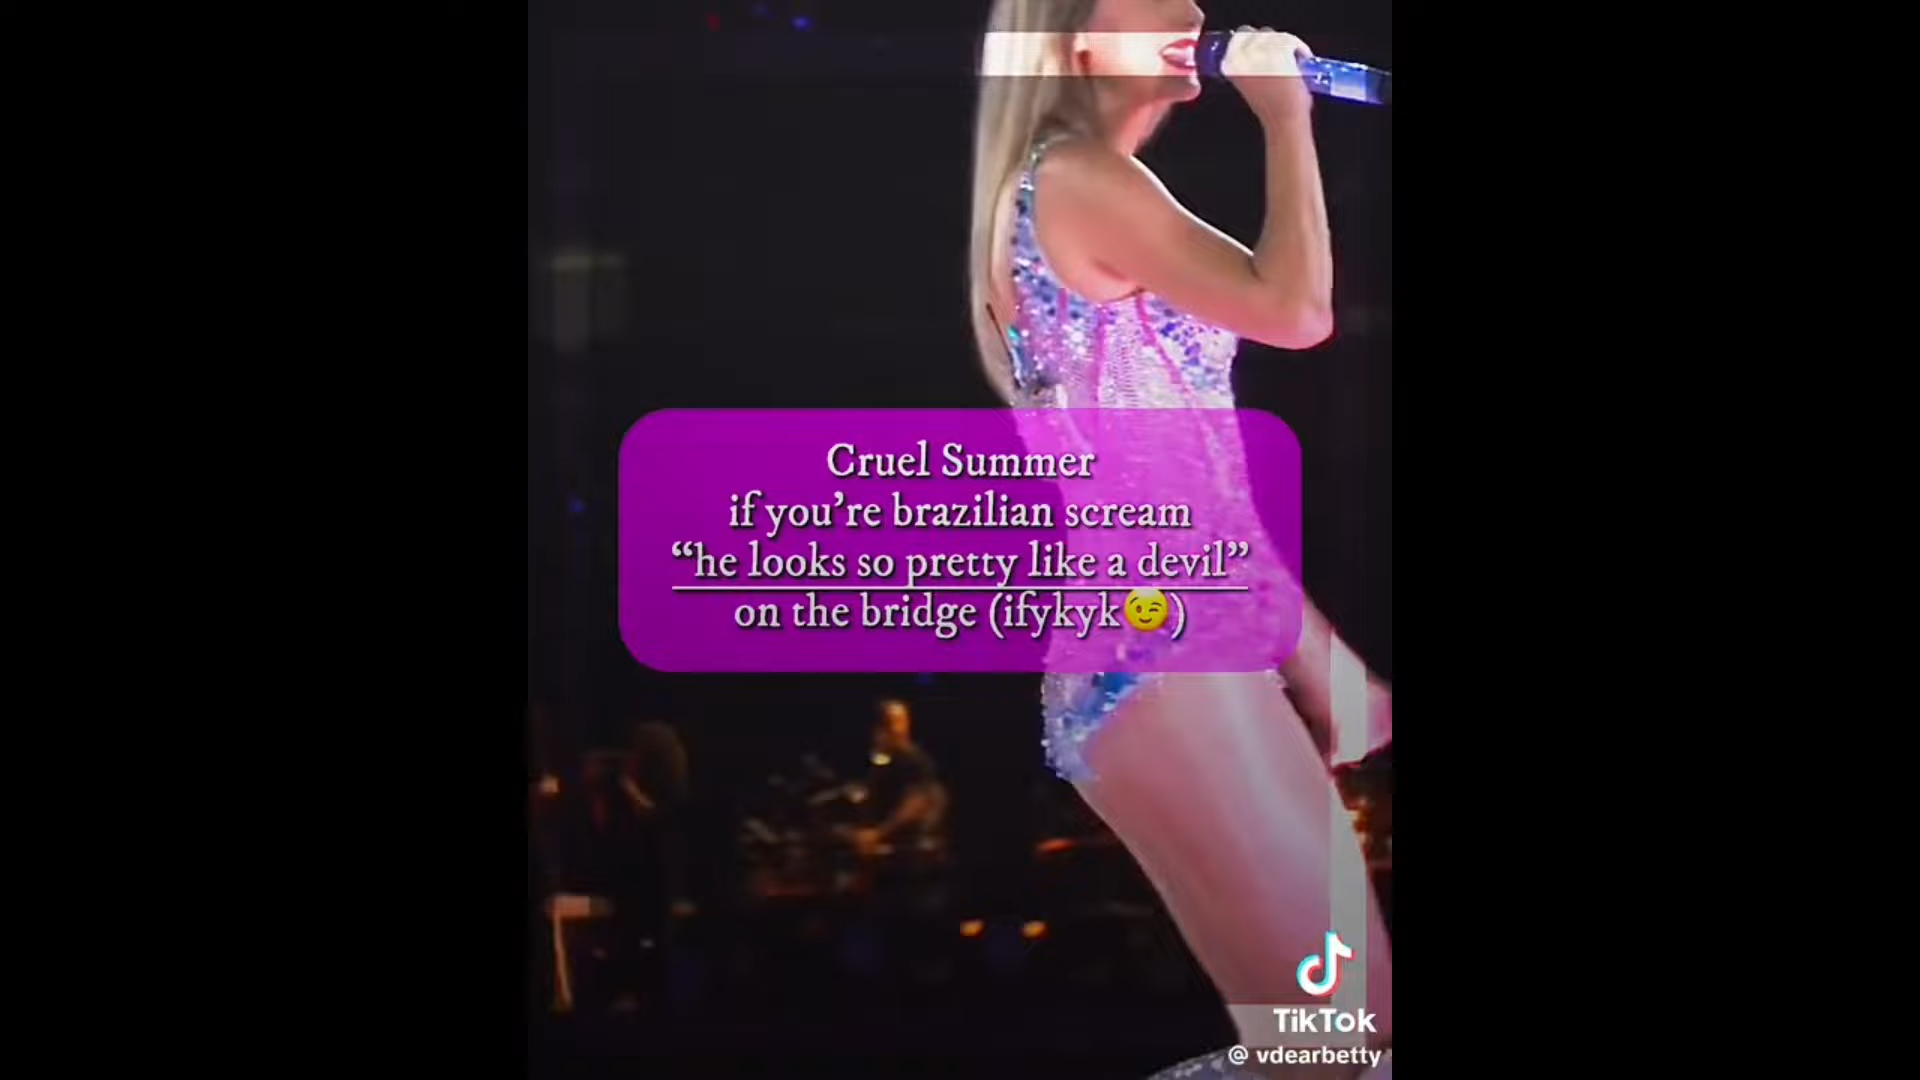 Cruel Summer
if you’re brazilian scream
“he looks so pretty like a devil”
on the bridge (ifykyk😉)
TikTok
@ vdearbetty